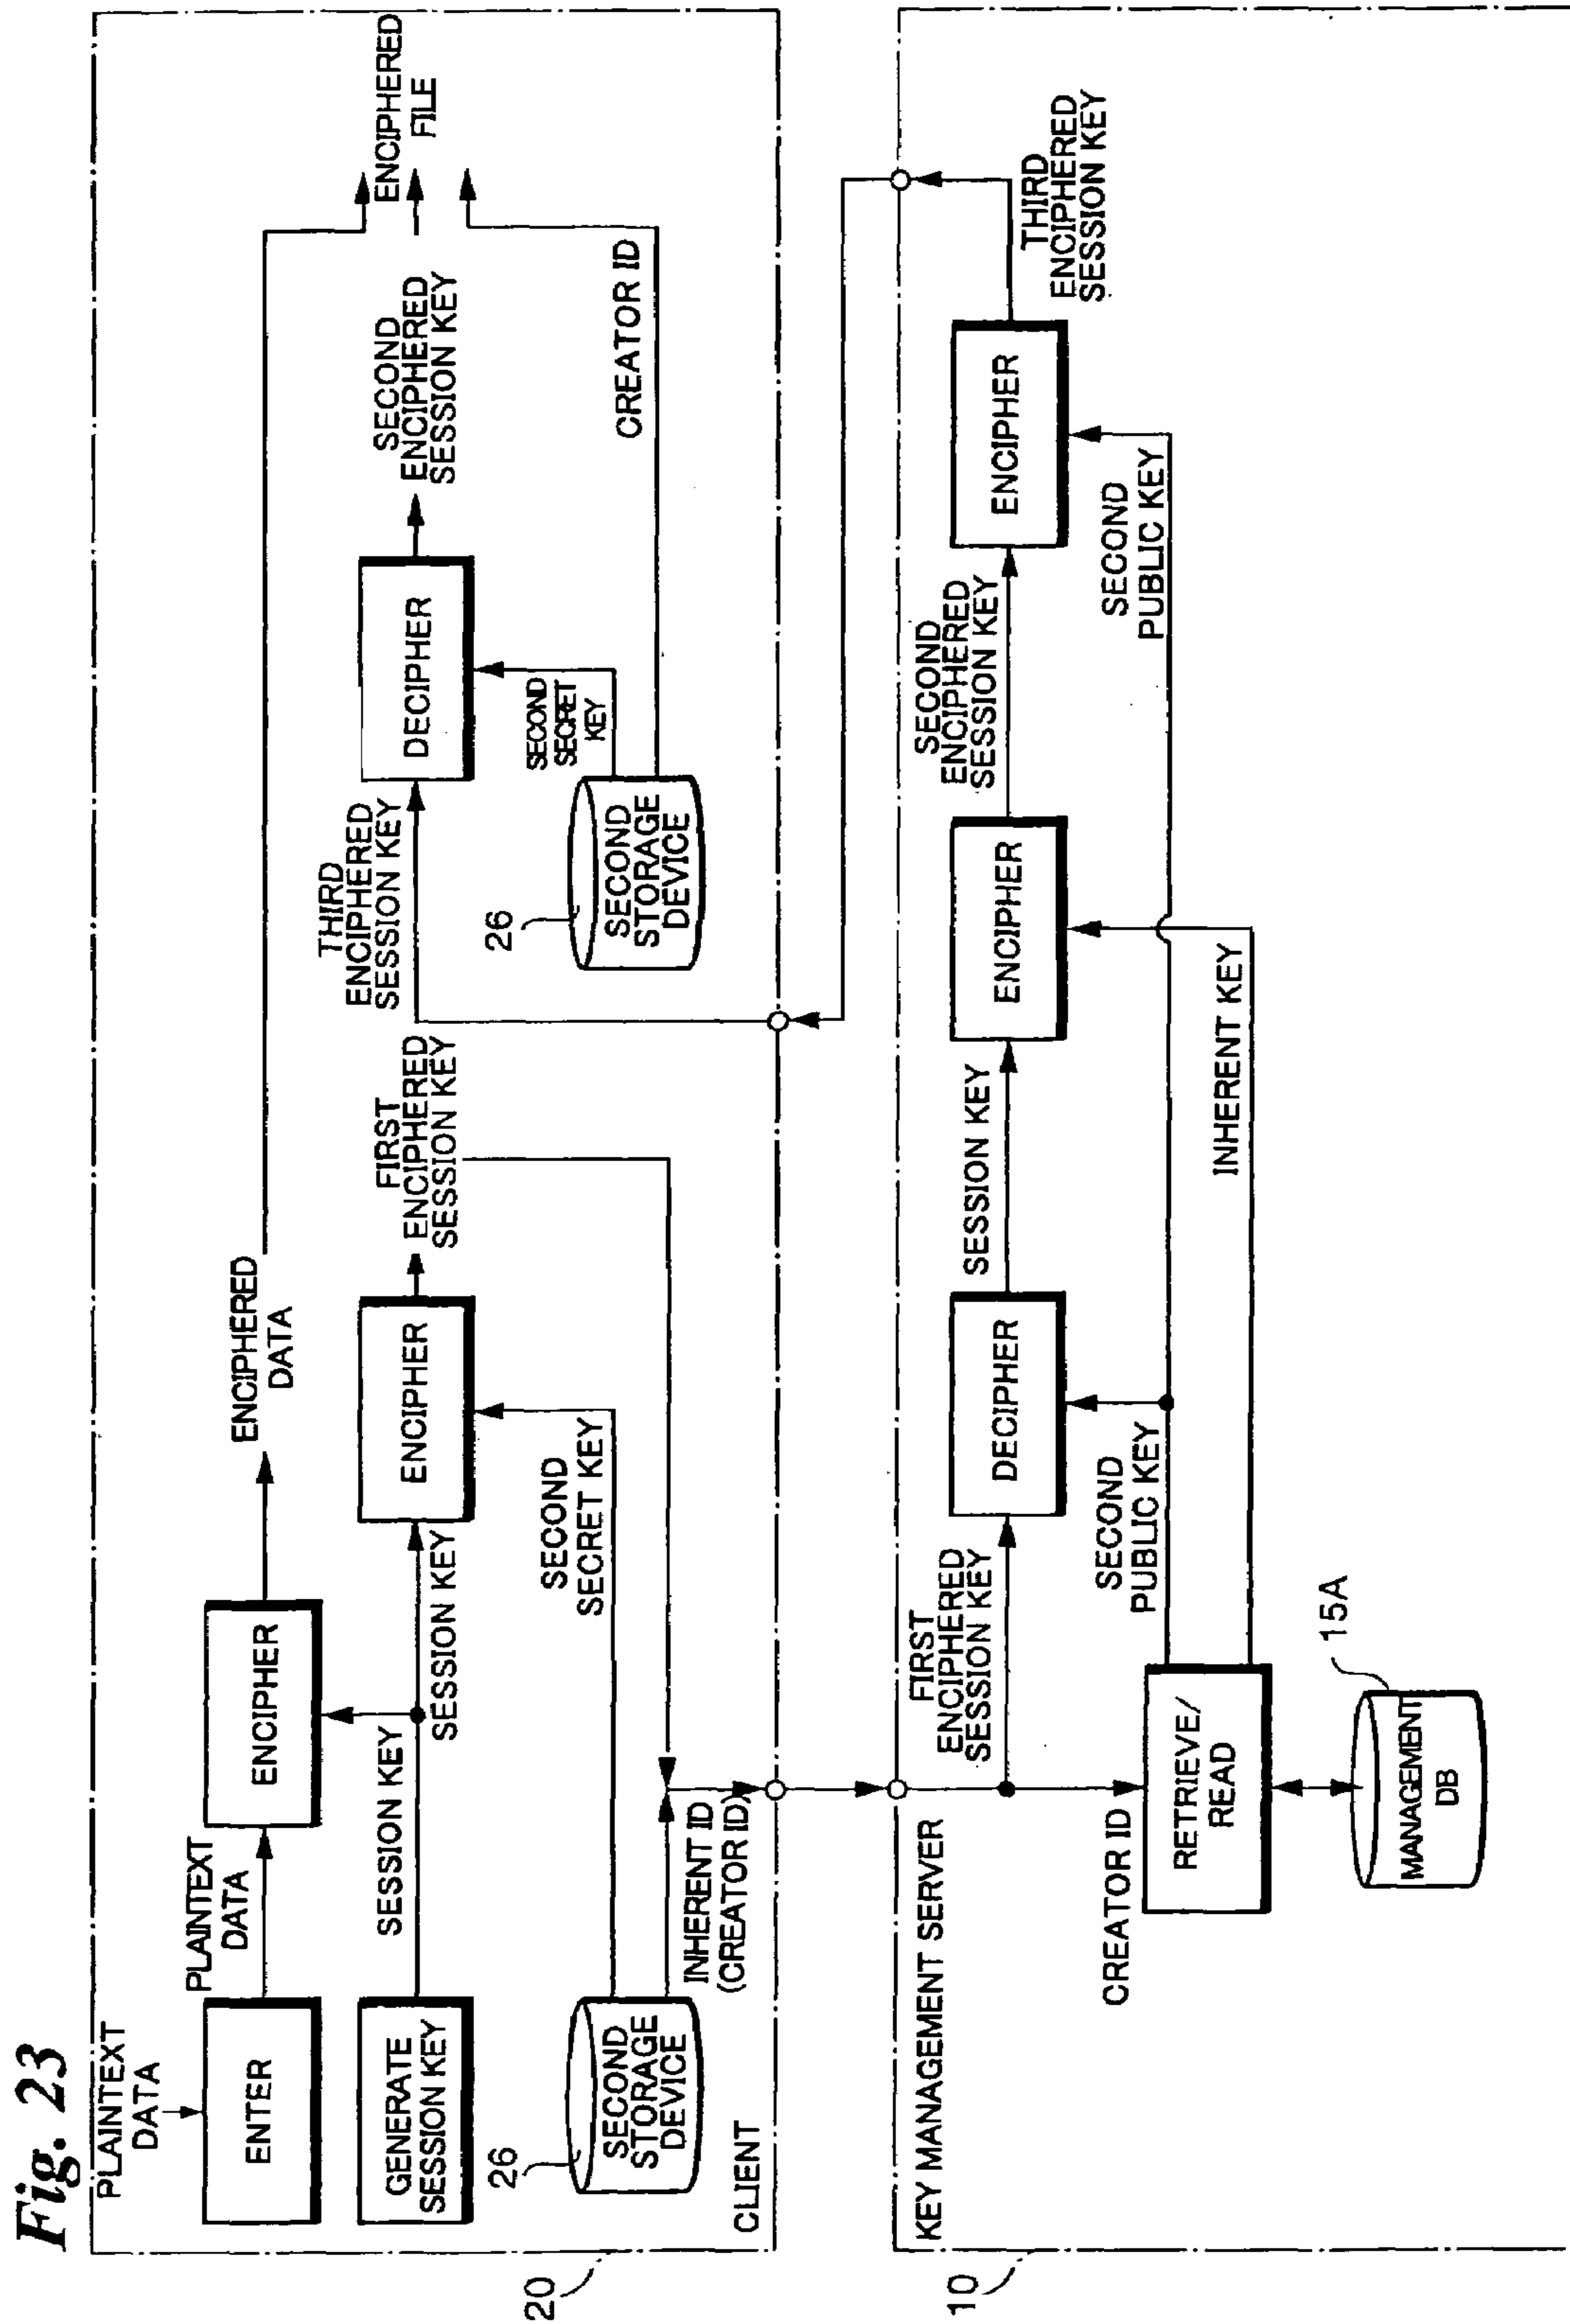 Fig. 23
PLAINTEXT
DATA
ENTER
PLAINTEXT
DATA
ENCIPHER
ENCIPHERED
DATA
ENCIPHERED
FILE
GENERATE
SESSION KEY
SESSION KEY
SESSION KEY
ENCIPHER
FIRST
ENCIPHERED
SESSION KEY
THIRD
ENCIPHERED
SESSION KEY
DECIPHER
SECOND
ENCIPHERED
SESSION KEY
SECOND
SECRET KEY
SECOND
SECRET
KEY
CREATOR ID
26
SECOND
STORAGE
DEVICE
26
SECOND
STORAGE
DEVICE
INHERENT ID
(CREATOR ID)
CLIENT
20
KEY MANAGEMENT SERVER
10
FIRST
ENCIPHERED
SESSION KEY
DECIPHER
SESSION KEY
ENCIPHER
SECOND
ENCIPHERED
SESSION KEY
ENCIPHER
THIRD
ENCIPHERED
SESSION KEY
CREATOR ID
RETRIEVE/
READ
SECOND
PUBLIC KEY
SECOND
PUBLIC KEY
INHERENT KEY
15A
MANAGEMENT
DB